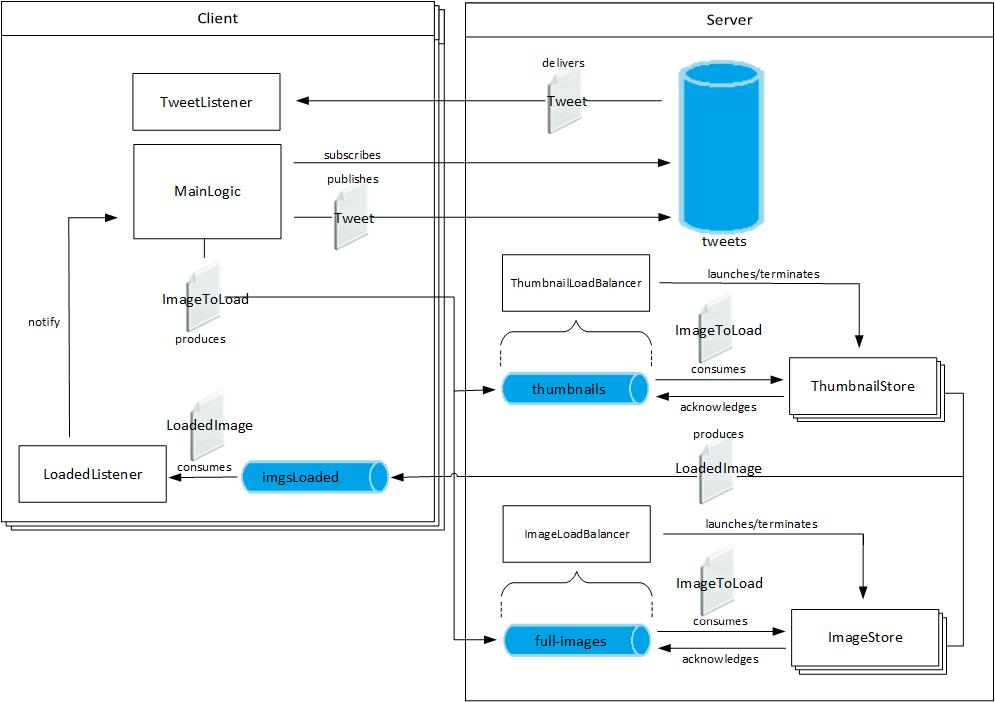 Client
Server
delivers
Tweet
TweetListener
subscribes
MainLogic
publishes
Tweet
tweets
ThumbnailLoadBalancer
launches/terminates
ImageToLoad
produces
notify
ImageToLoad
consumes
thumbnails
ThumbnailStore
acknowledges
LoadedImage
produces
LoadedListener
consumes
imgsLoaded
LoadedImage
ImageLoadBalancer
launches/terminates
ImageToLoad
consumes
full-images
ImageStore
acknowledges